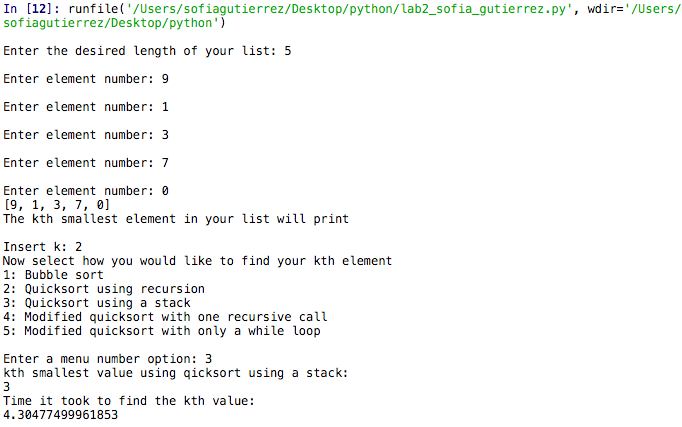 In [12]: runfile('/Users/sofiagutierrez/Desktop/python/lab2_sofia_gutierrez.py', wdir='/Users/
sofiagutierrez/Desktop/python')
Enter the desired length of your list: 5
Enter element number: 9
Enter element number: 1
Enter element number: 3
Enter element number: 7
Enter element number: 0
[9, 1, 3, 7, 0]
The kth smallest element in your list will print
Insert k: 2
Now select how you would like to find your kth element
1: Bubble sort
2: Quicksort using recursion
3: Quicksort using a stack
4: Modified quicksort with one recursive call
5: Modified quicksort with only a while loop
Enter a menu number option: 3
kth smallest value using qicksort using a stack:
3
Time it took to find the kth value:
4.30477499961853